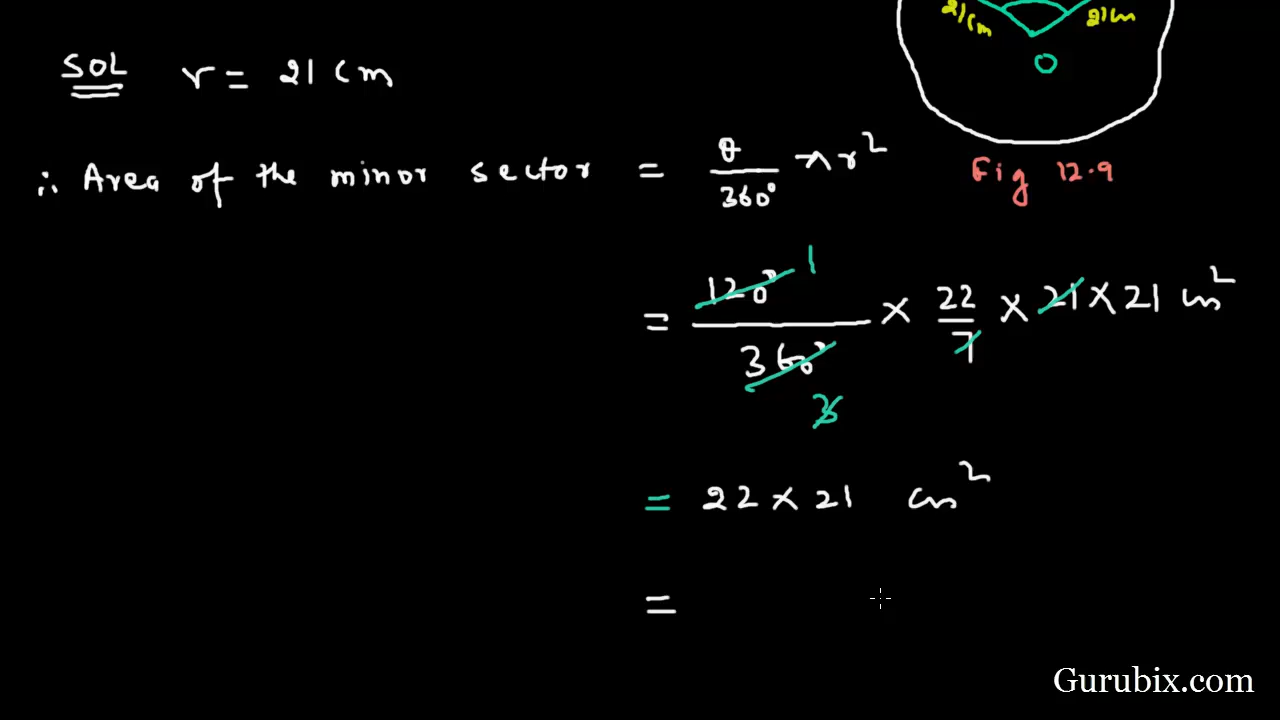 21cm 21cm
O
SOL r = 21 cm
∴ Area of the minor sector = θ/360° πr²
Fig 12.9
= 120°/360° × 22/7 × 21 × 21 cm²
1
3
= 22 × 21 cm²
=
Gurubix.com